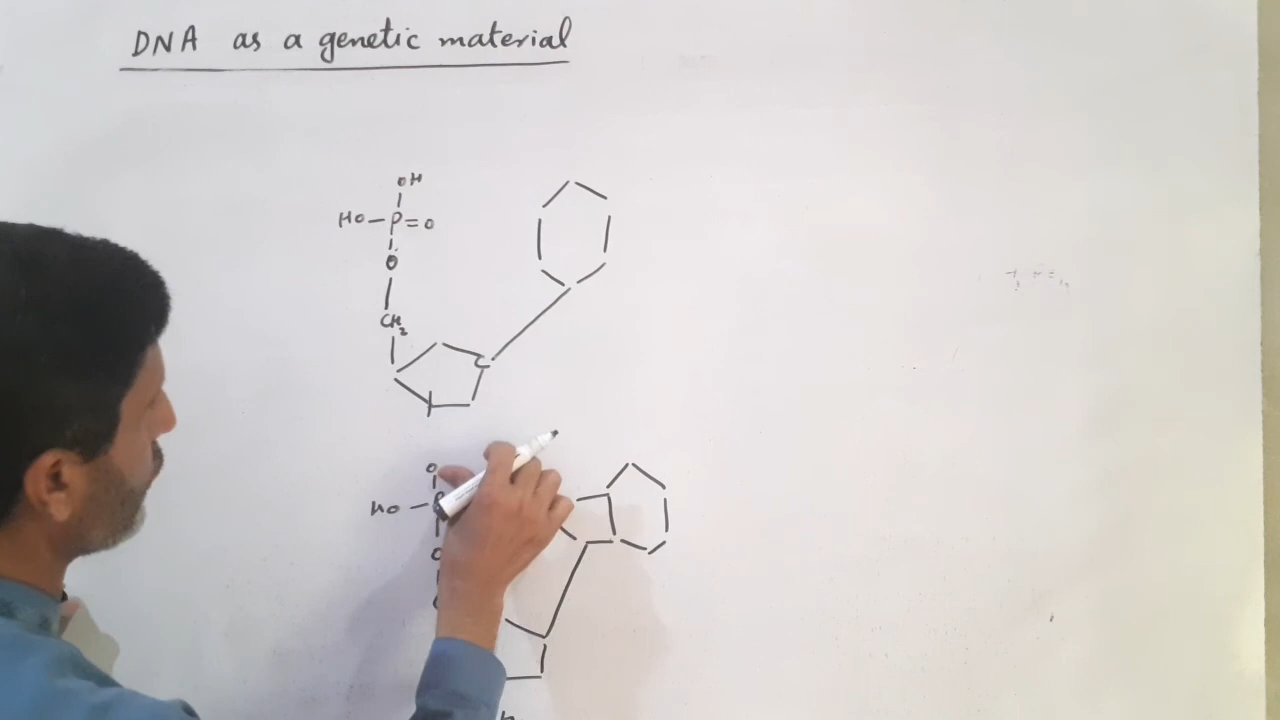 DNA as a genetic material
OH
HO-P=O
O
CH2
O
HO-P
O